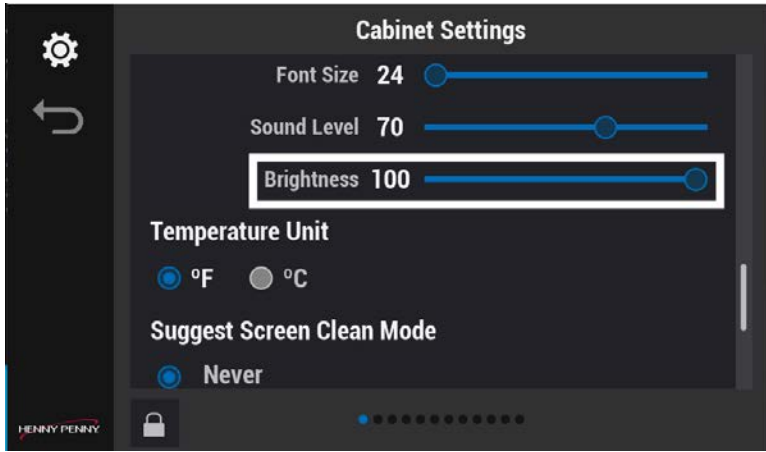 Cabinet Settings
Font Size 24
Sound Level 70
Brightness 100
Temperature Unit
ºF ºC
Suggest Screen Clean Mode
Never
HENNY PENNY